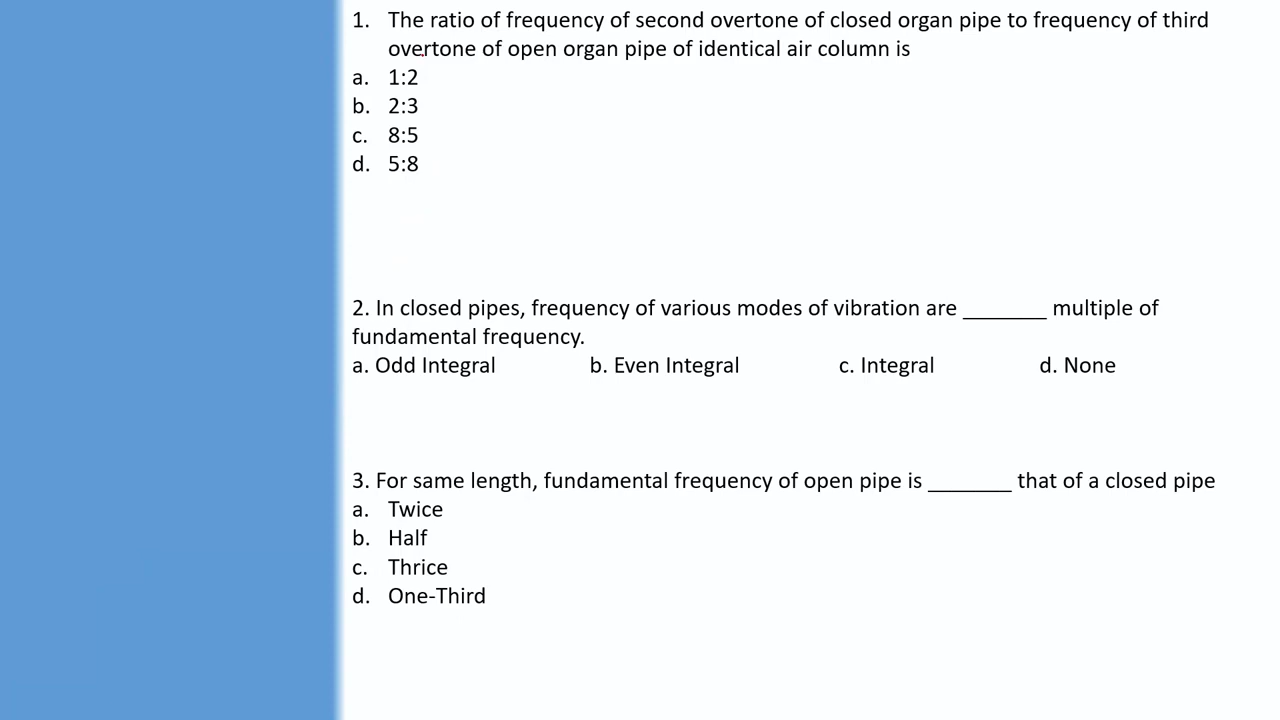 1. The ratio of frequency of second overtone of closed organ pipe to frequency of third
overtone of open organ pipe of identical air column is
a. 1:2
b. 2:3
c. 8:5
d. 5:8
2. In closed pipes, frequency of various modes of vibration are _______ multiple of
fundamental frequency.
a. Odd Integral b. Even Integral c. Integral d. None
3. For same length, fundamental frequency of open pipe is _______ that of a closed pipe
a. Twice
b. Half
c. Thrice
d. One-Third